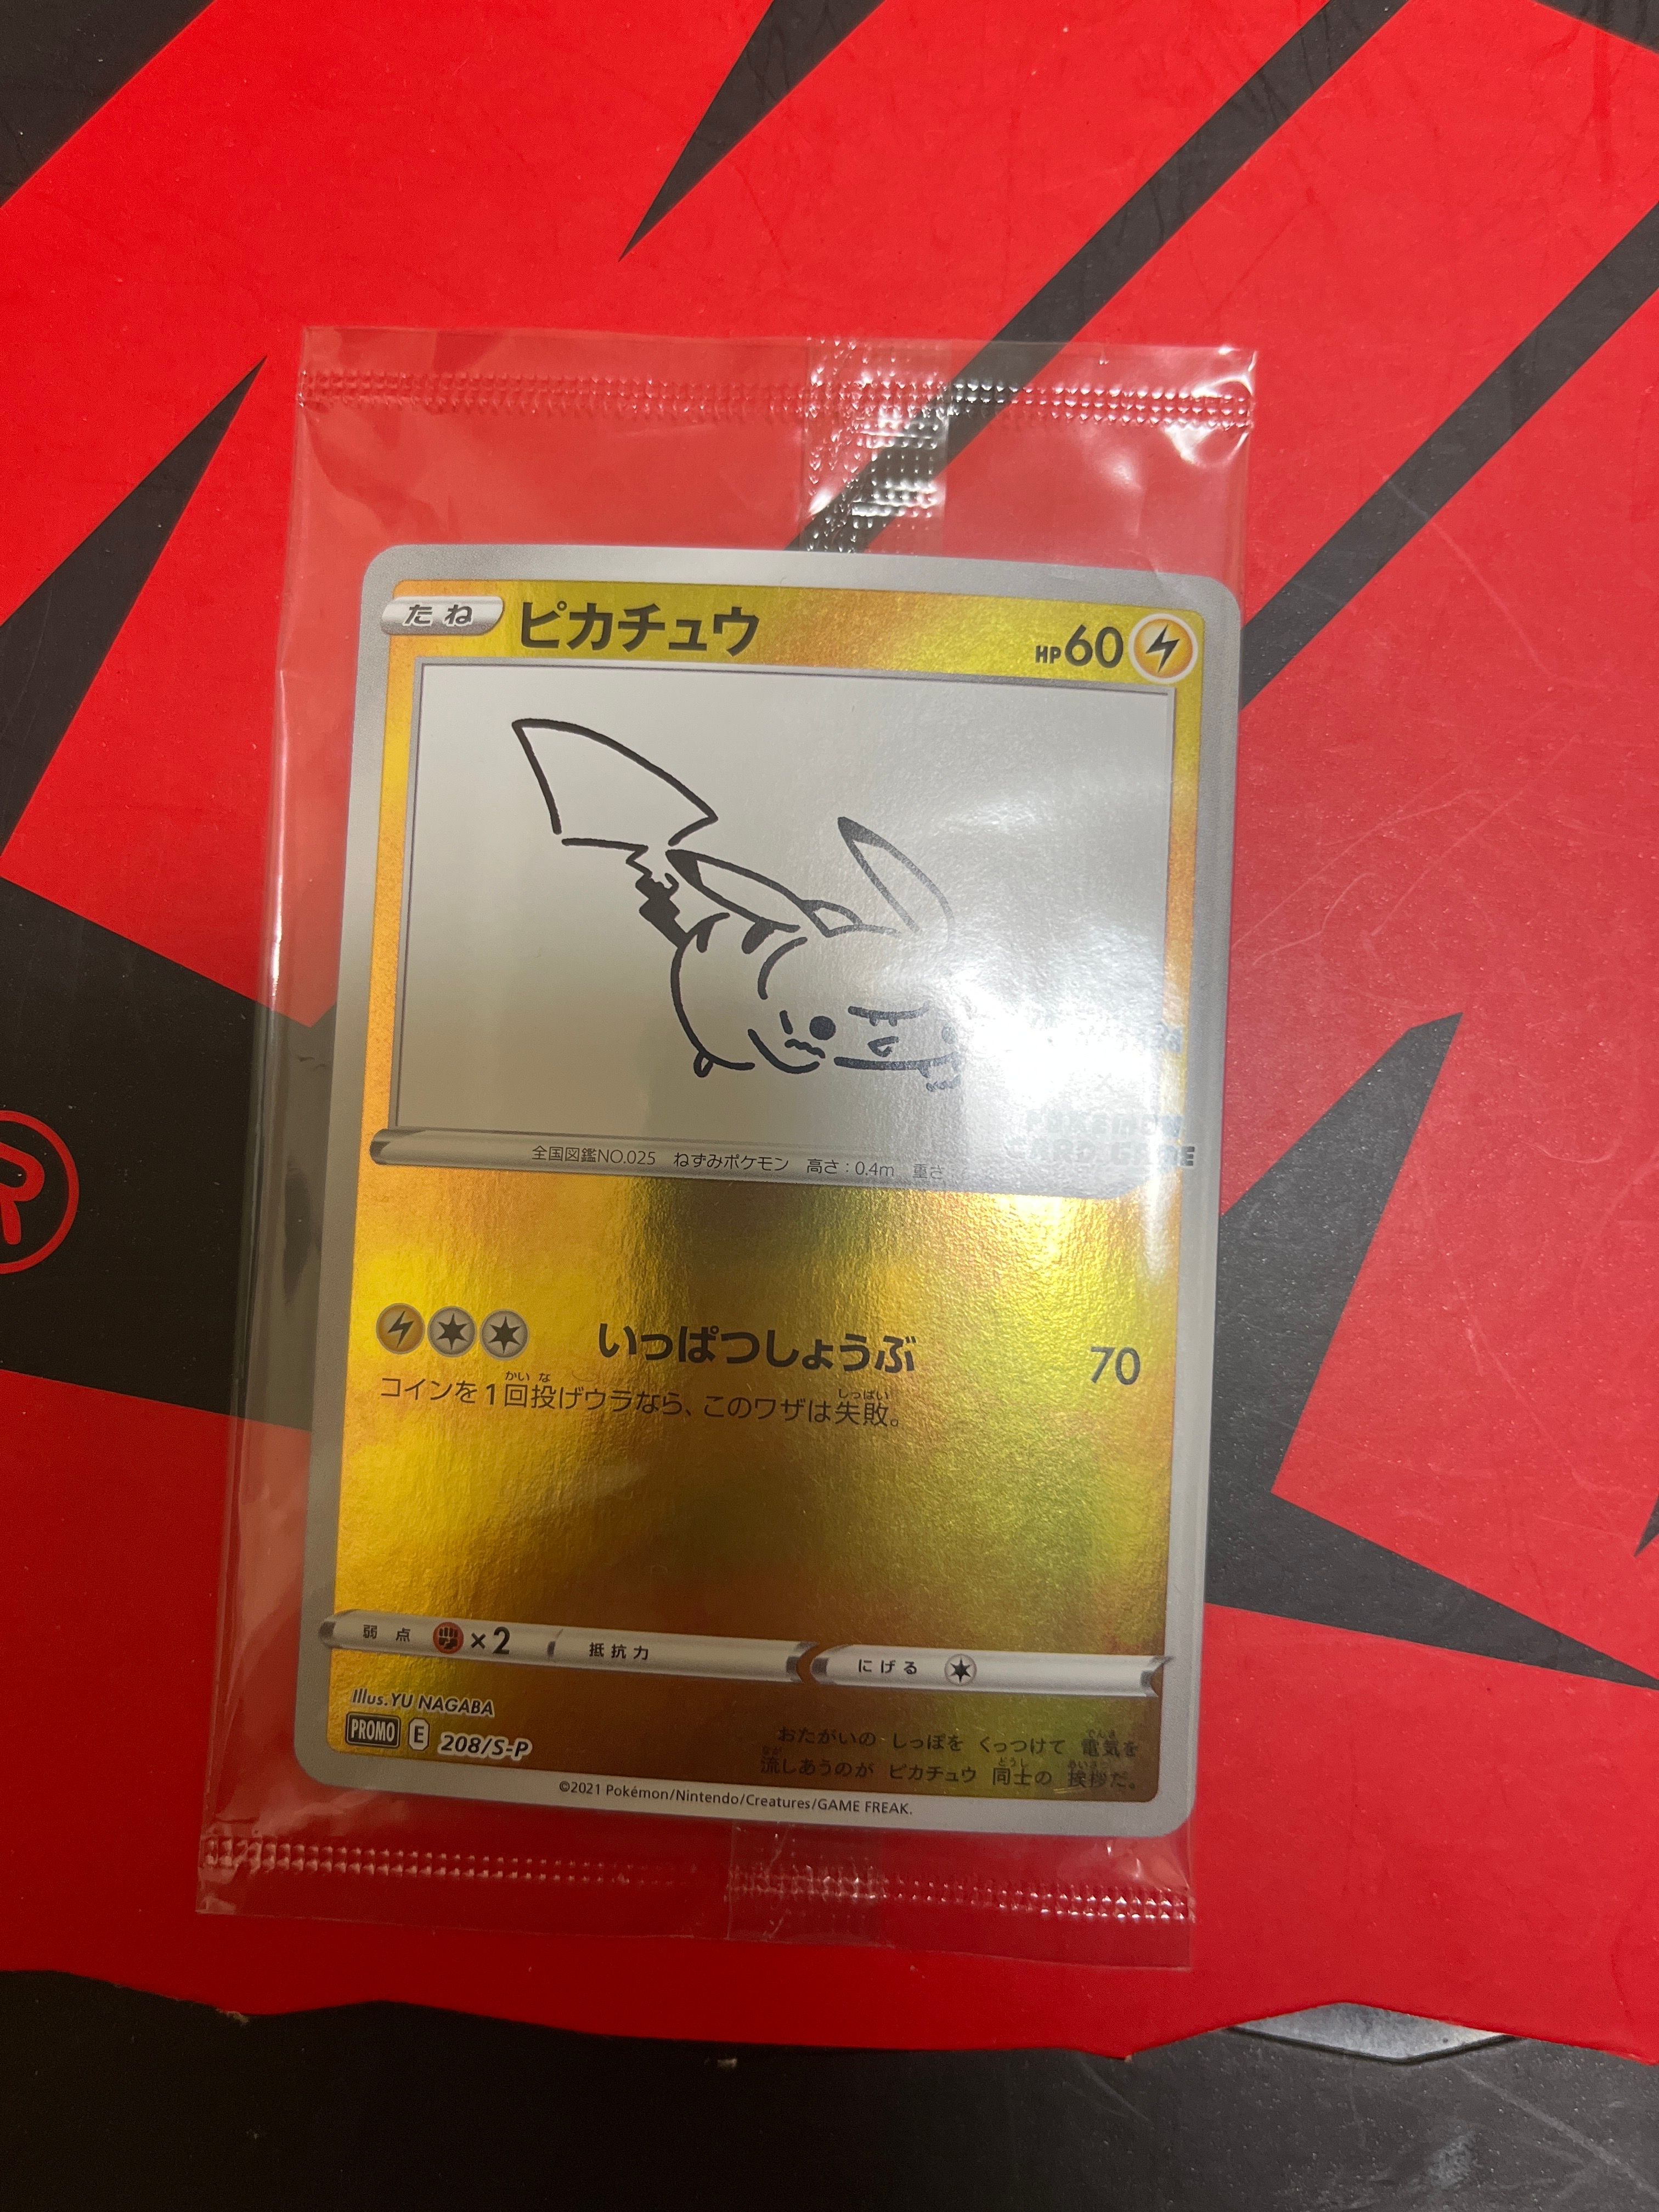 たね ピカチュウ HP60
POKÉMON
CARD GAME
全国図鑑NO.025 ねずみポケモン 高さ:0.4m 重さ
いっぱつしょうぶ 70
コインを1回投げウラなら、このワザは失敗。
弱点 ×2 抵抗力 にげる
Illus.YU NAGABA
PROMO E 208/S-P
おたがいの しっぽを くっつけて 電気を
流しあうのが ピカチュウ 同士の 挨拶だ。
©2021 Pokémon/Nintendo/Creatures/GAME FREAK.
R